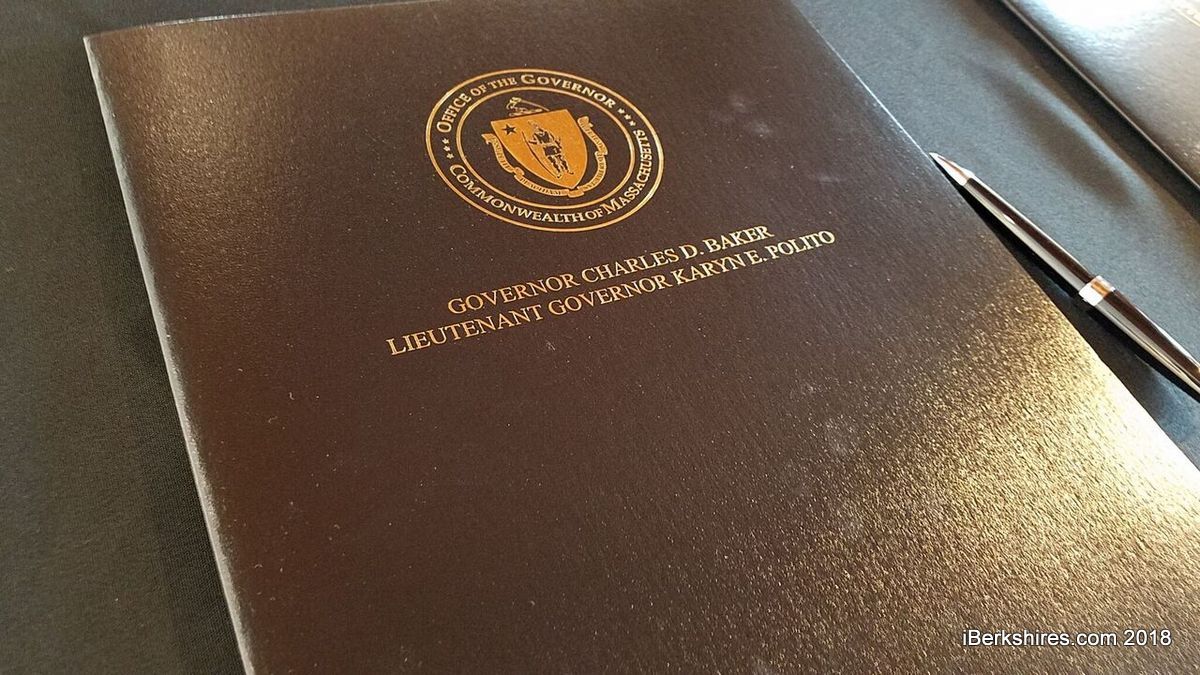 OFFICE OF THE GOVERNOR
COMMONWEALTH OF MASSACHUSETTS
GOVERNOR CHARLES D. BAKER
LIEUTENANT GOVERNOR KARYN E. POLITO
iBerkshires.com 2018